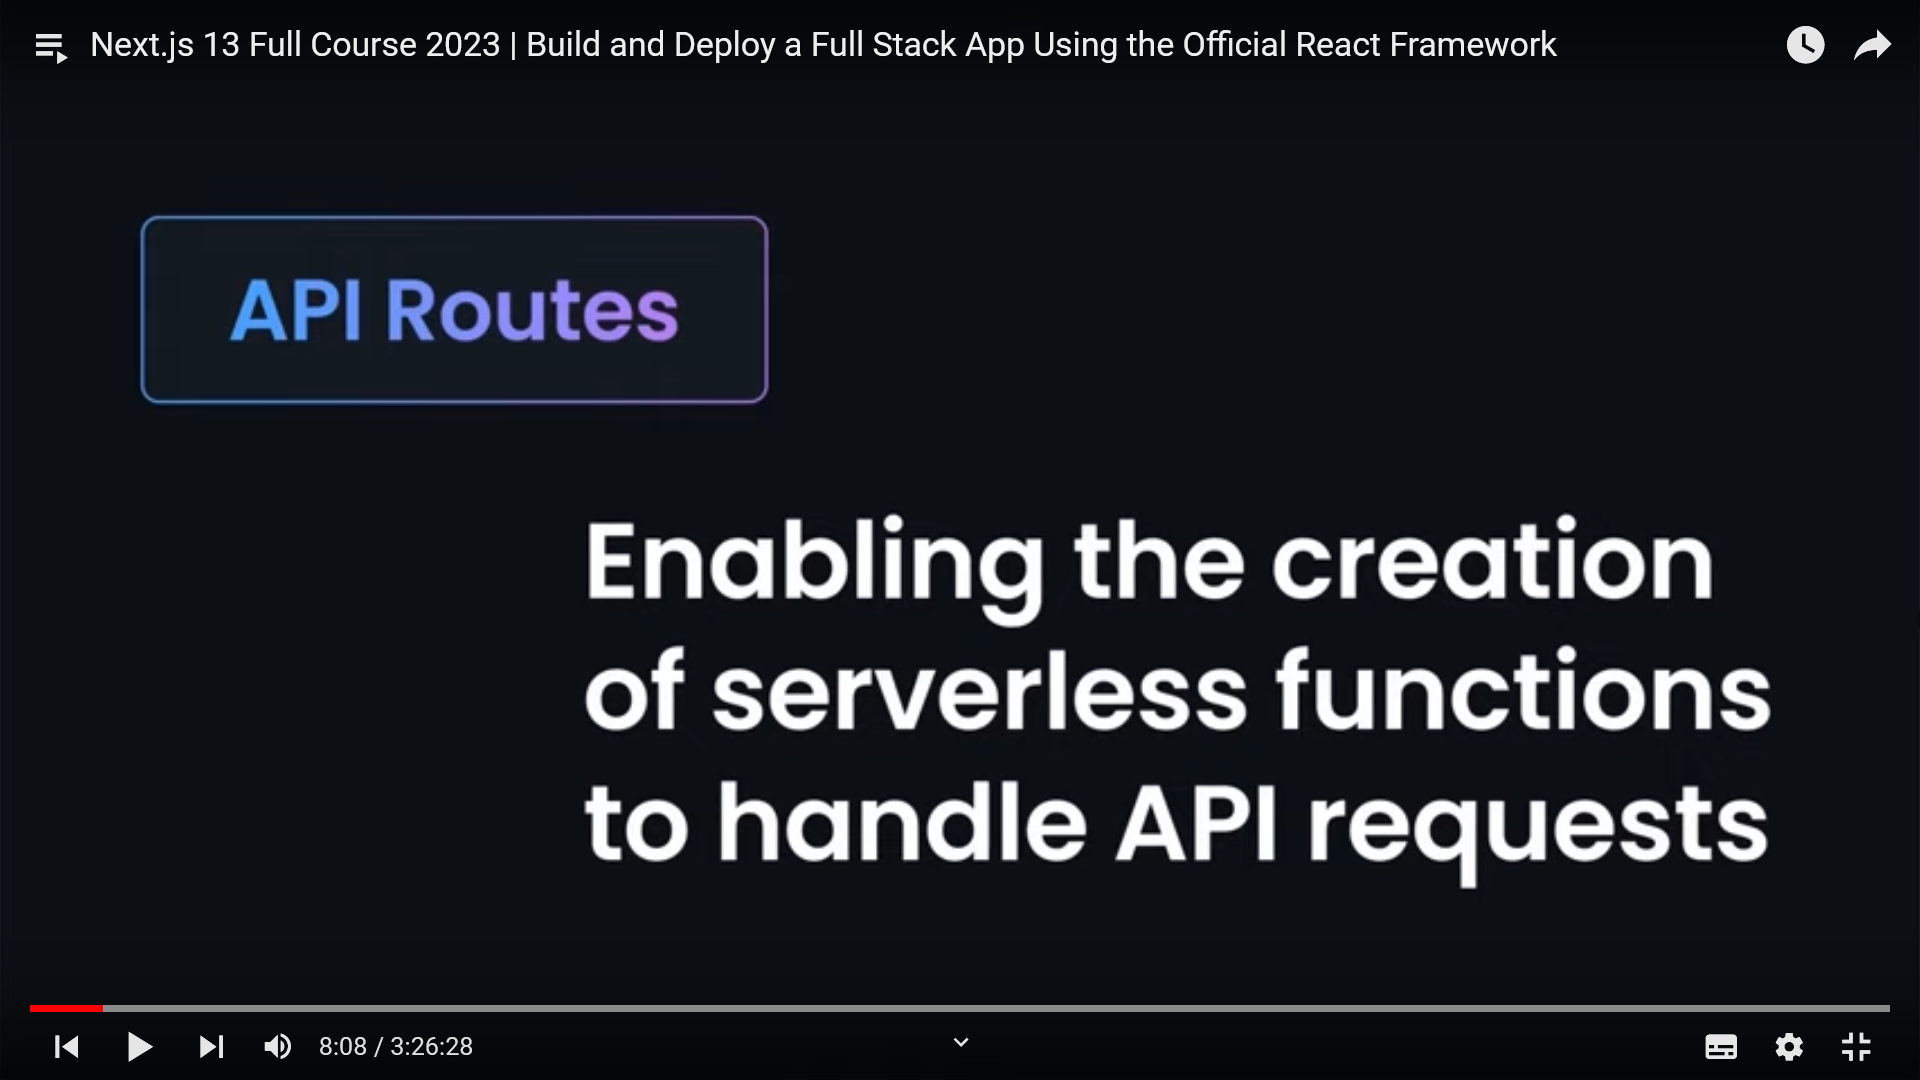 Next.js 13 Full Course 2023 | Build and Deploy a Full Stack App Using the Official React Framework
API Routes
Enabling the creation
of serverless functions
to handle API requests
8:08 / 3:26:28